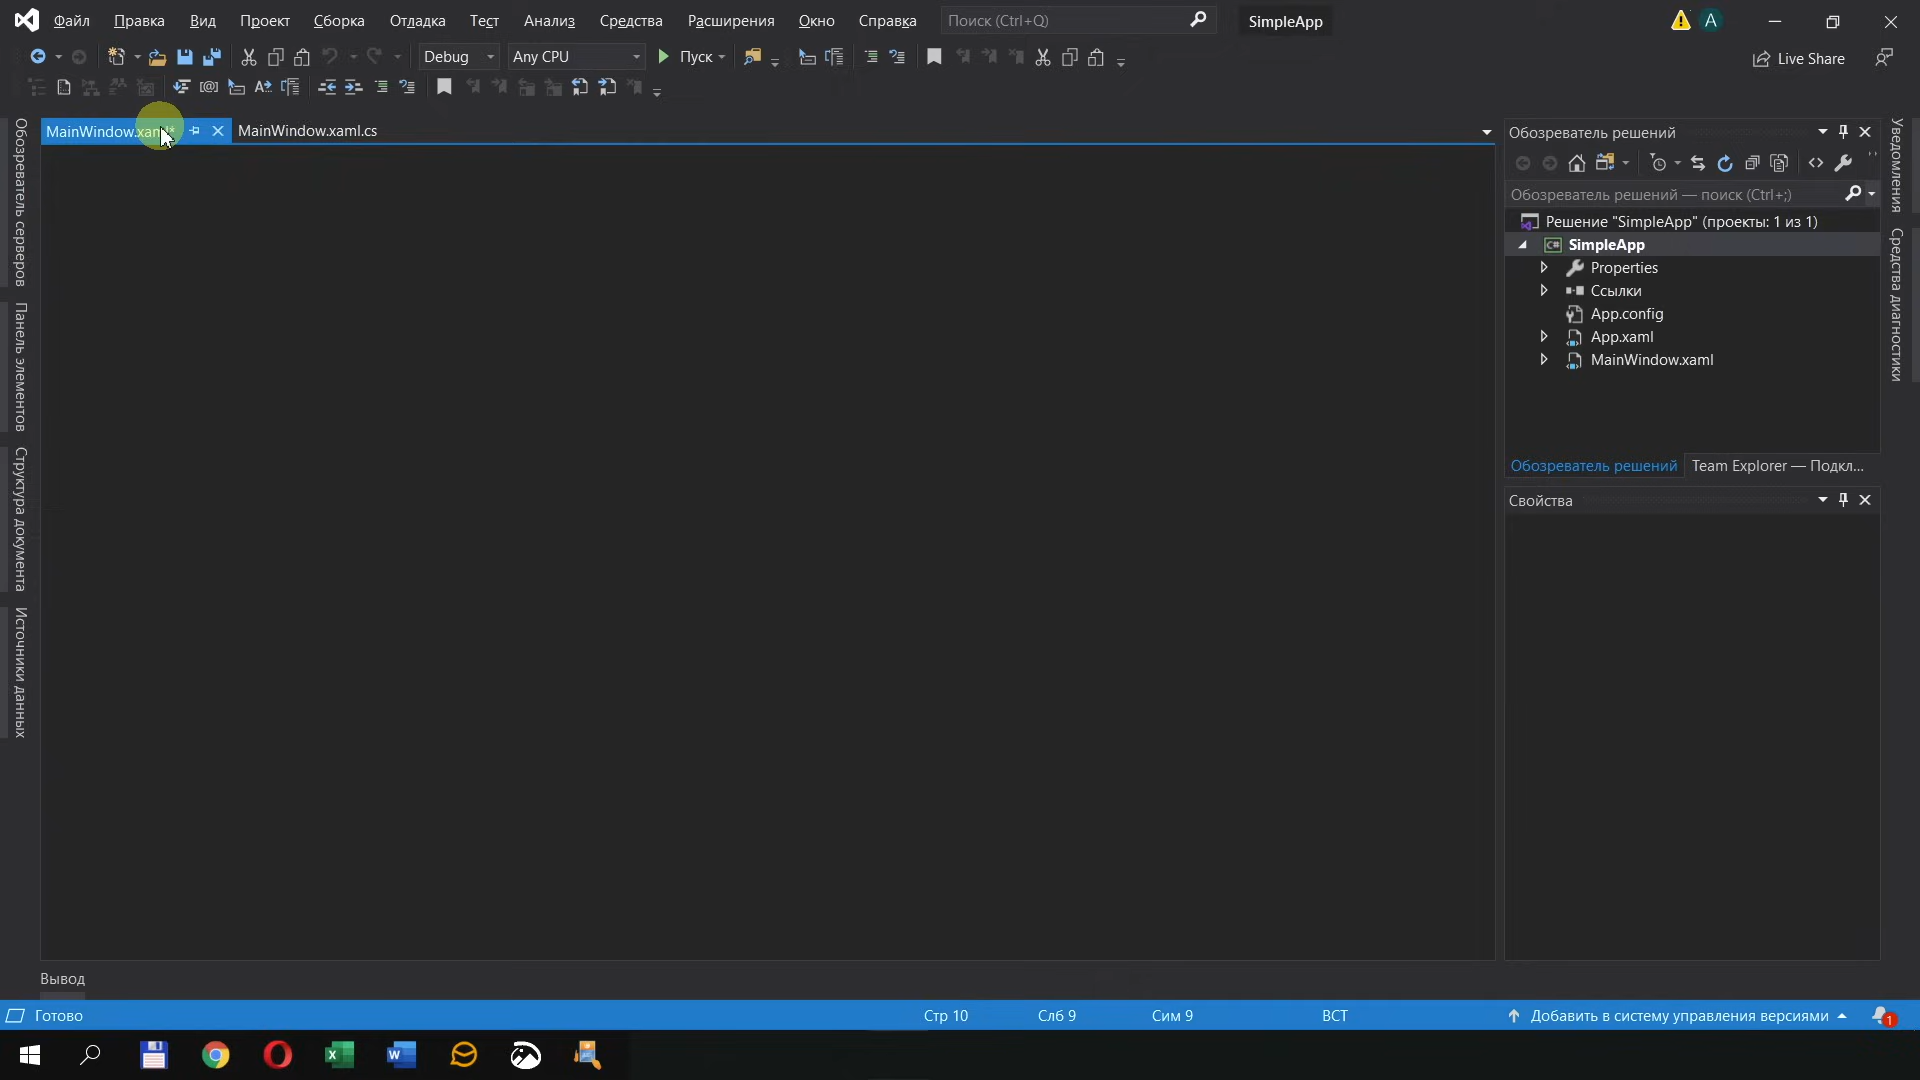 Файл Правка Вид Проект Сборка Отладка Тест Анализ Средства Расширения Окно Справка Поиск (Ctrl+Q) SimpleApp A
Debug Any CPU Пуск Live Share
MainWindow.xaml* MainWindow.xaml.cs
Обозреватель серверов
Панель элементов
Структура документа
Источники данных
Обозреватель решений
Обозреватель решений — поиск (Ctrl+;)
Решение "SimpleApp" (проекты: 1 из 1)
C# SimpleApp
Properties
Ссылки
App.config
App.xaml
MainWindow.xaml
Обозреватель решений Team Explorer — Подкл...
Свойства
Уведомления
Средства диагностики
Вывод
Готово Стр 10 Слб 9 Сим 9 ВСТ Добавить в систему управления версиями 1